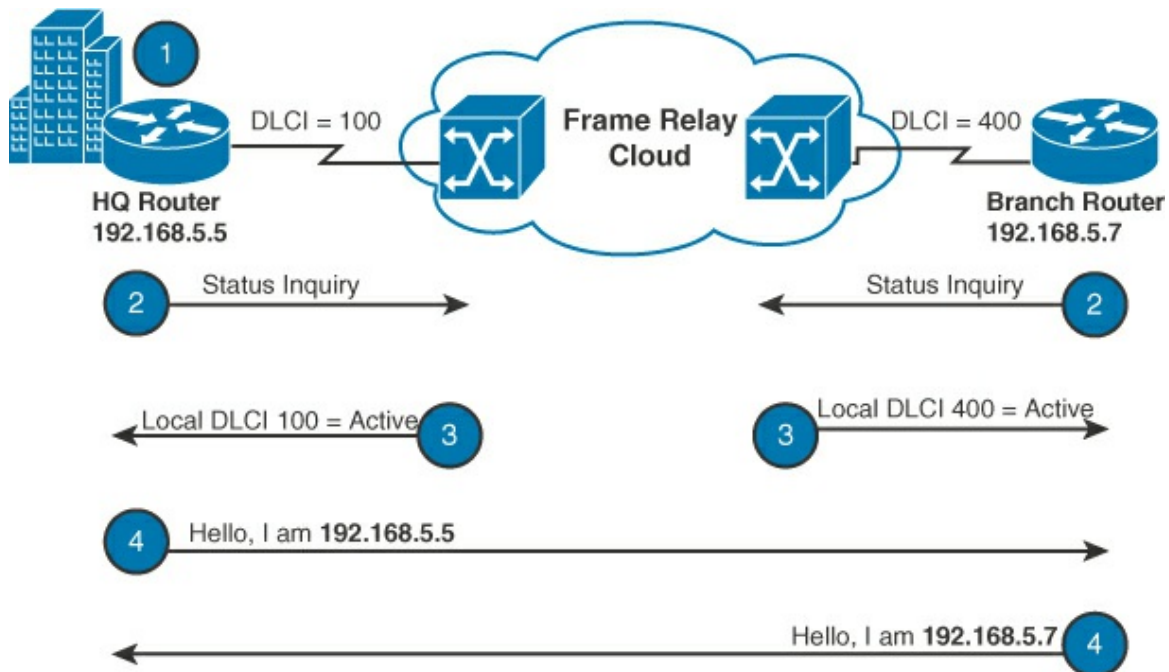 1
DLCI = 100
Frame Relay
Cloud
DLCI = 400
HQ Router
192.168.5.5
Branch Router
192.168.5.7
2
Status Inquiry
Status Inquiry
2
Local DLCI 100 = Active
3
3
Local DLCI 400 = Active
4
Hello, I am 192.168.5.5
Hello, I am 192.168.5.7
4